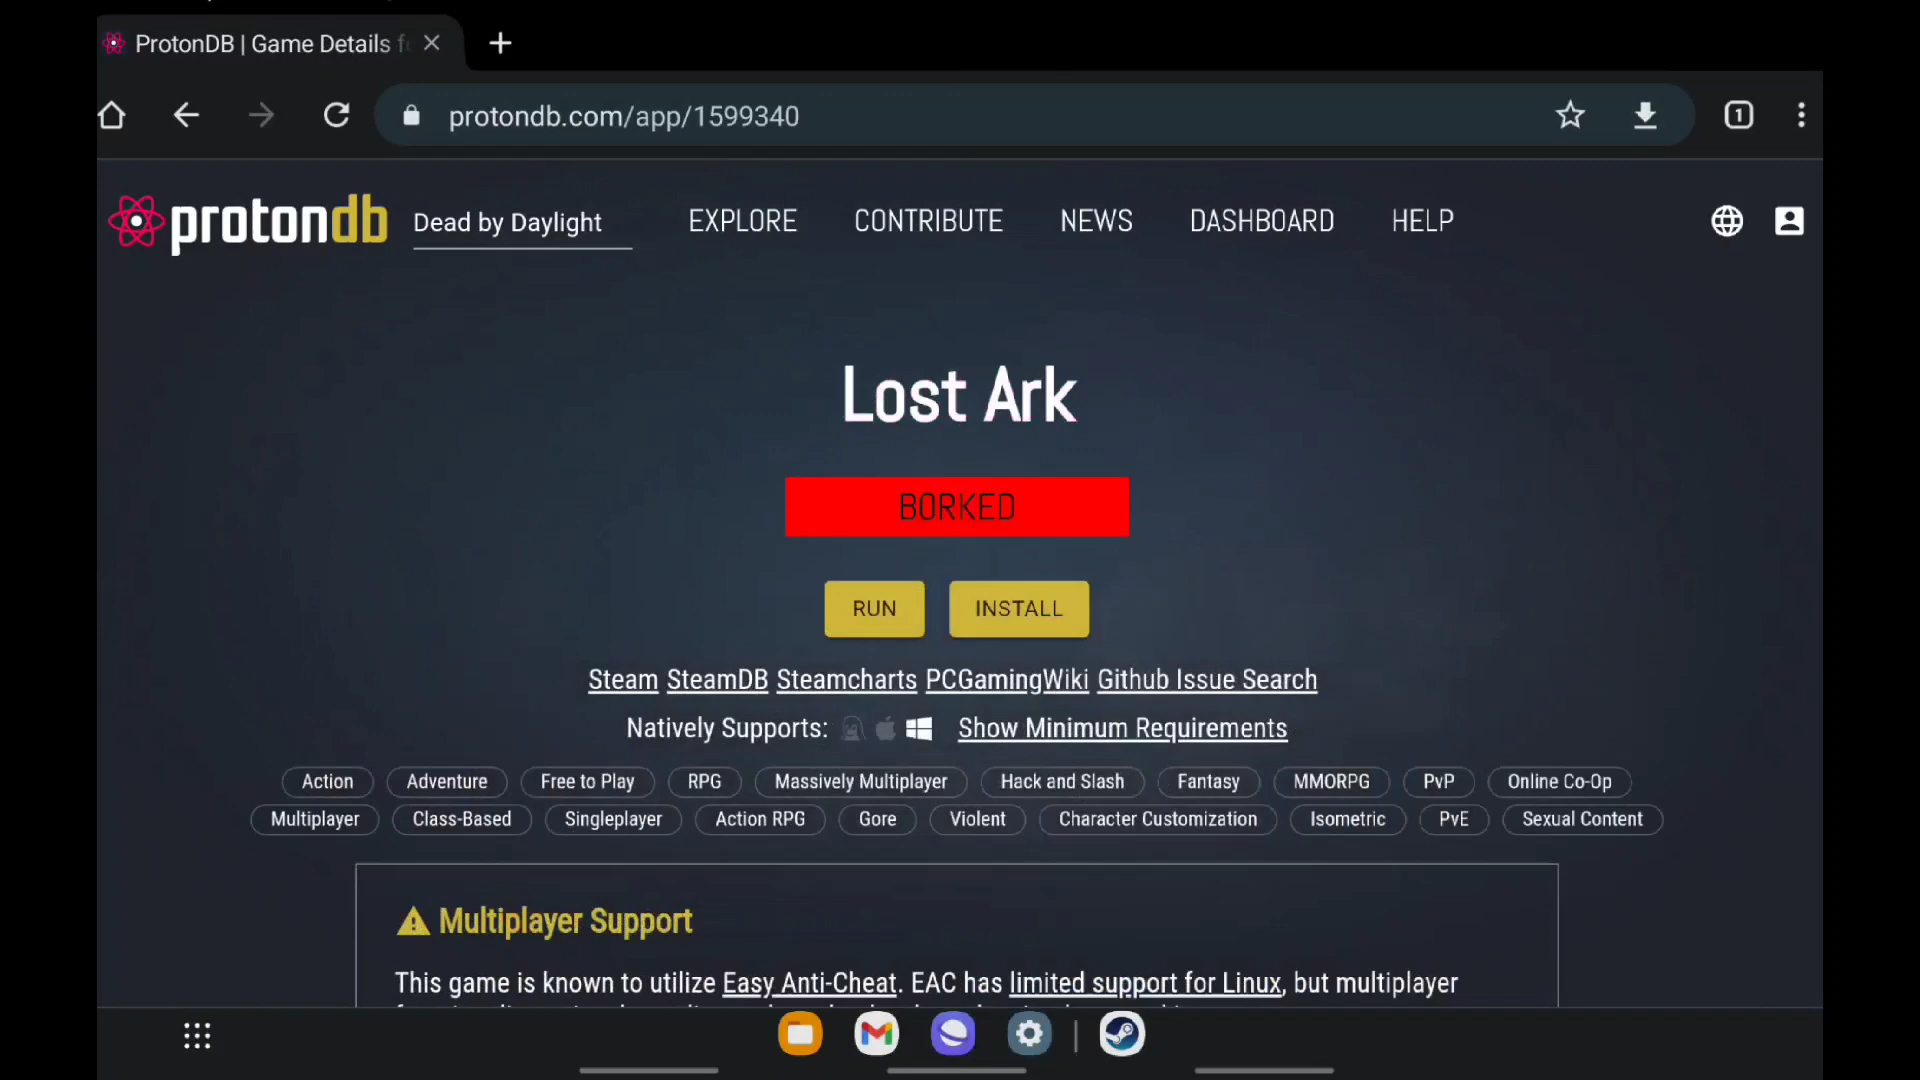 ProtonDB | Game Details f
1
protondb.com/app/1599340
protondb
Dead by Daylight
EXPLORE
CONTRIBUTE
NEWS
DASHBOARD
HELP
Lost Ark
BORKED
RUN
INSTALL
Steam SteamDB Steamcharts PCGamingWiki Github Issue Search
Natively Supports:
Show Minimum Requirements
Action Adventure Free to Play RPG Massively Multiplayer Hack and Slash Fantasy MMORPG PvP Online Co-Op
Multiplayer Class-Based Singleplayer Action RPG Gore Violent Character Customization Isometric PvE Sexual Content
Multiplayer Support
This game is known to utilize Easy Anti-Cheat. EAC has limited support for Linux, but multiplayer